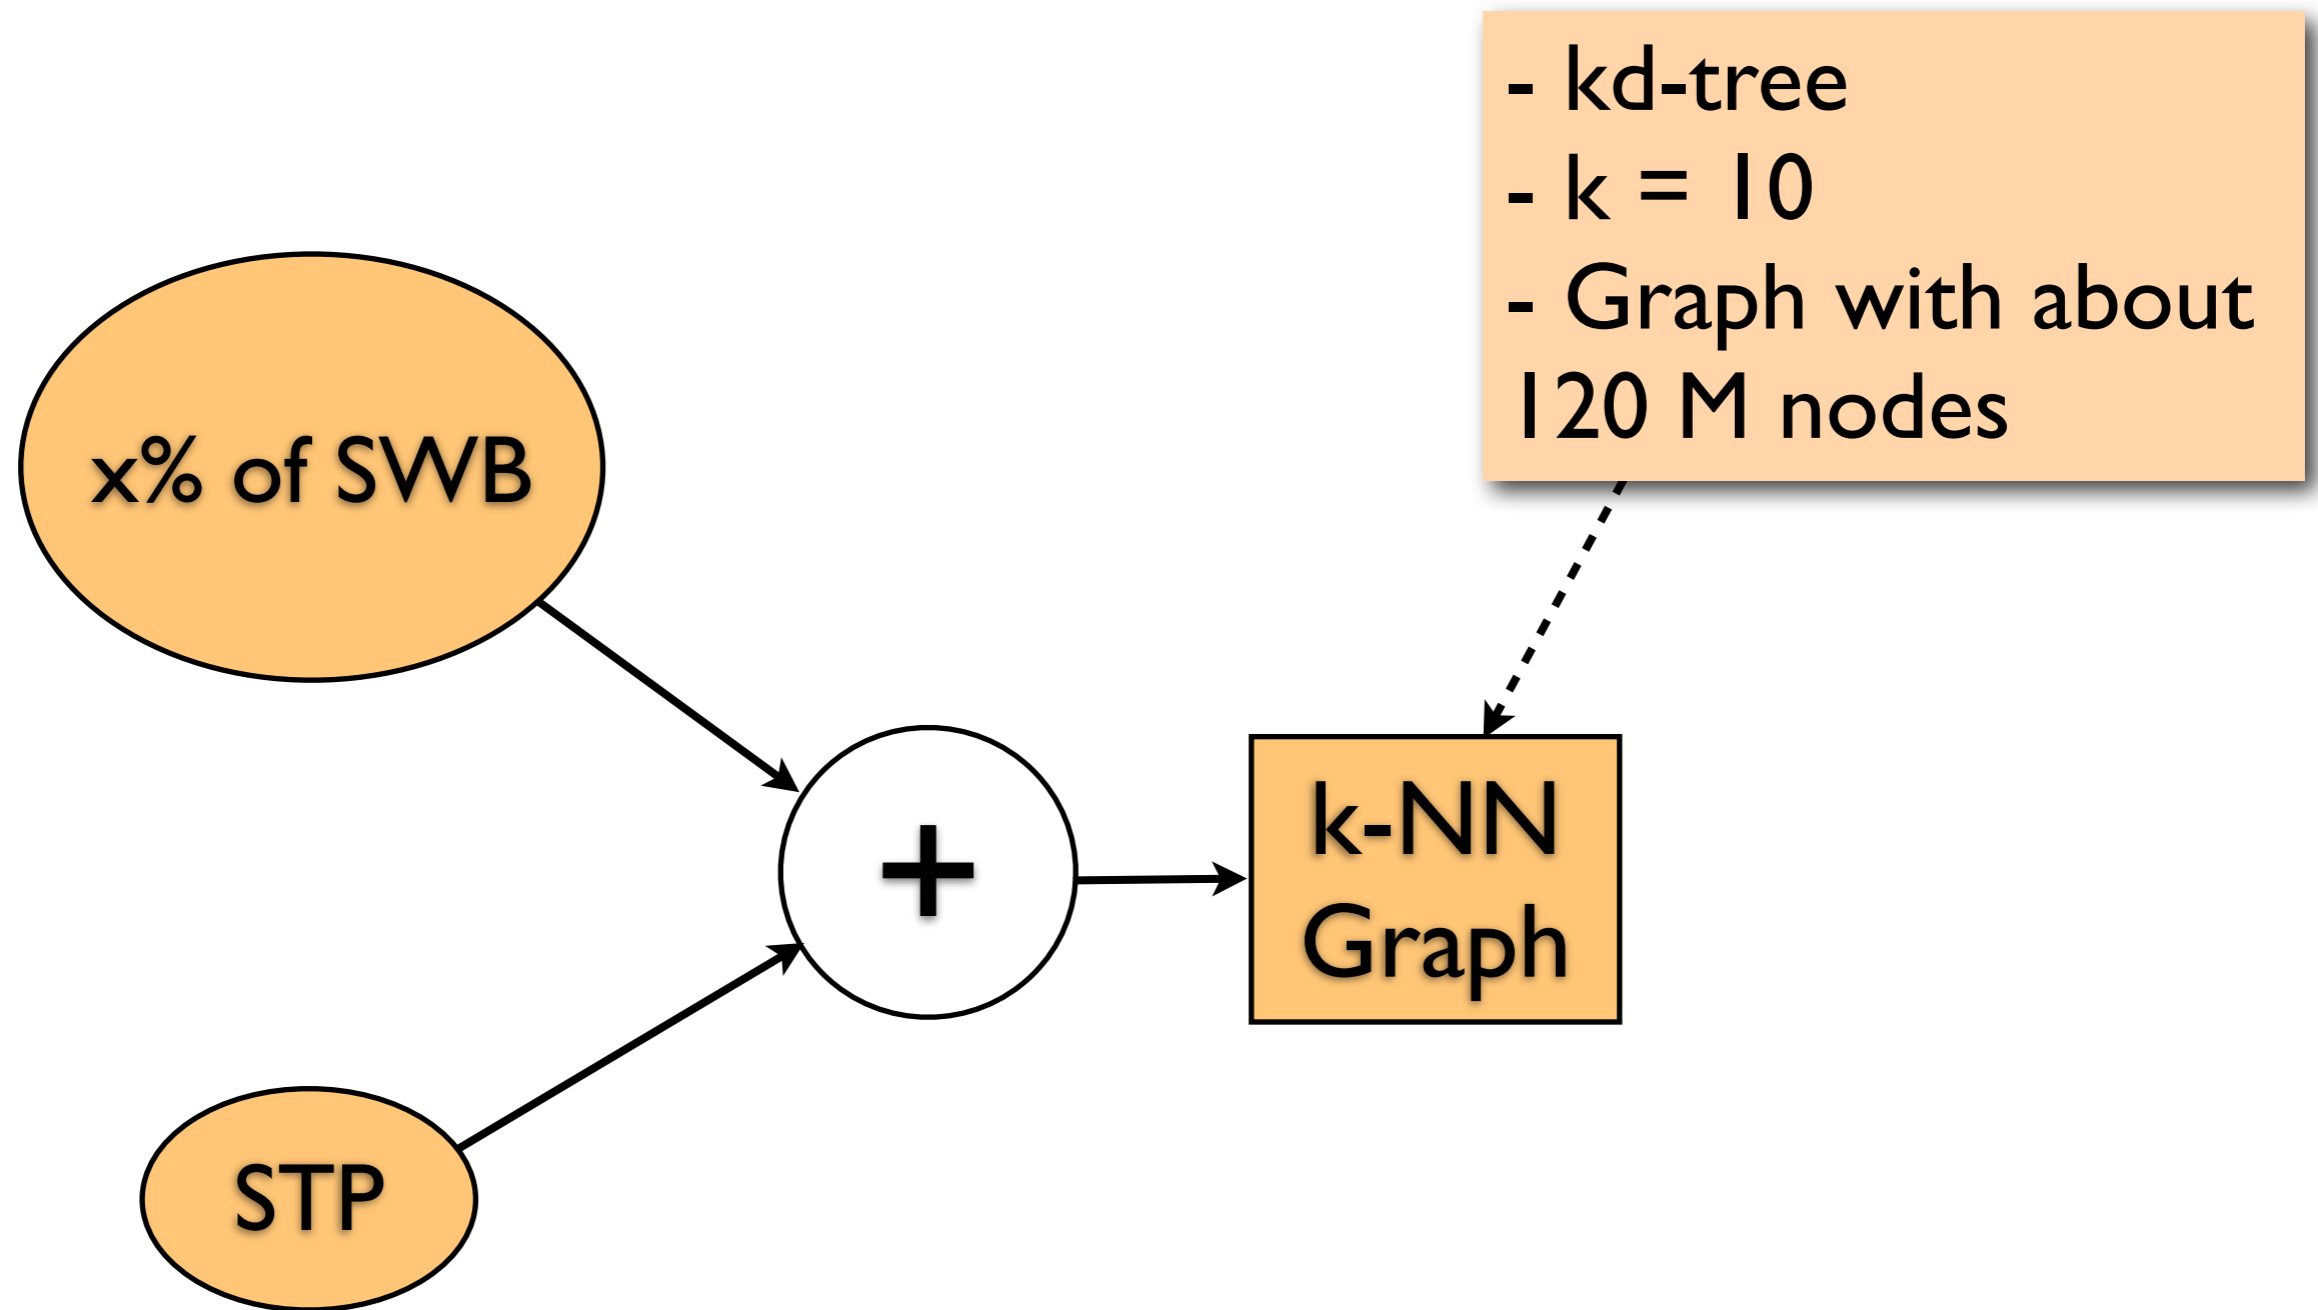 - kd-tree
- k = 10
- Graph with about
120 M nodes
x% of SWB
+
k-NN
Graph
STP